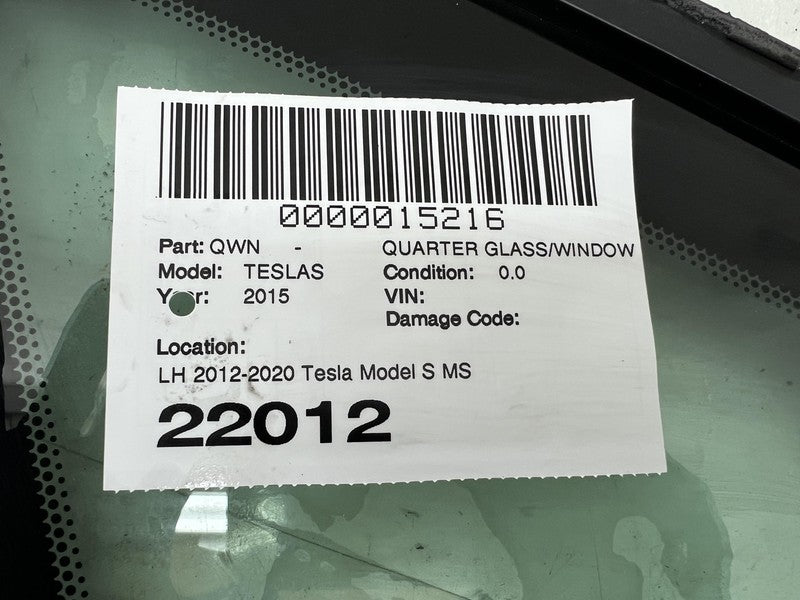 0000015216
Part: QWN - QUARTER GLASS/WINDOW
Model: TESLAS Condition: 0.0
Year: 2015 VIN:
Damage Code:
Location:
LH 2012-2020 Tesla Model S MS
22012